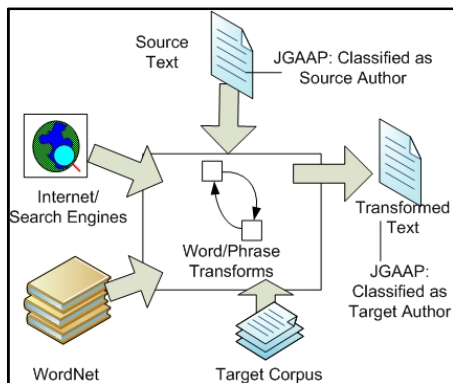 Source
Text
JGAAP: Classified as
Source Author
Internet/
Search Engines
Word/Phrase
Transforms
Transformed
Text
JGAAP:
Classified as
Target Author
WordNet
Target Corpus